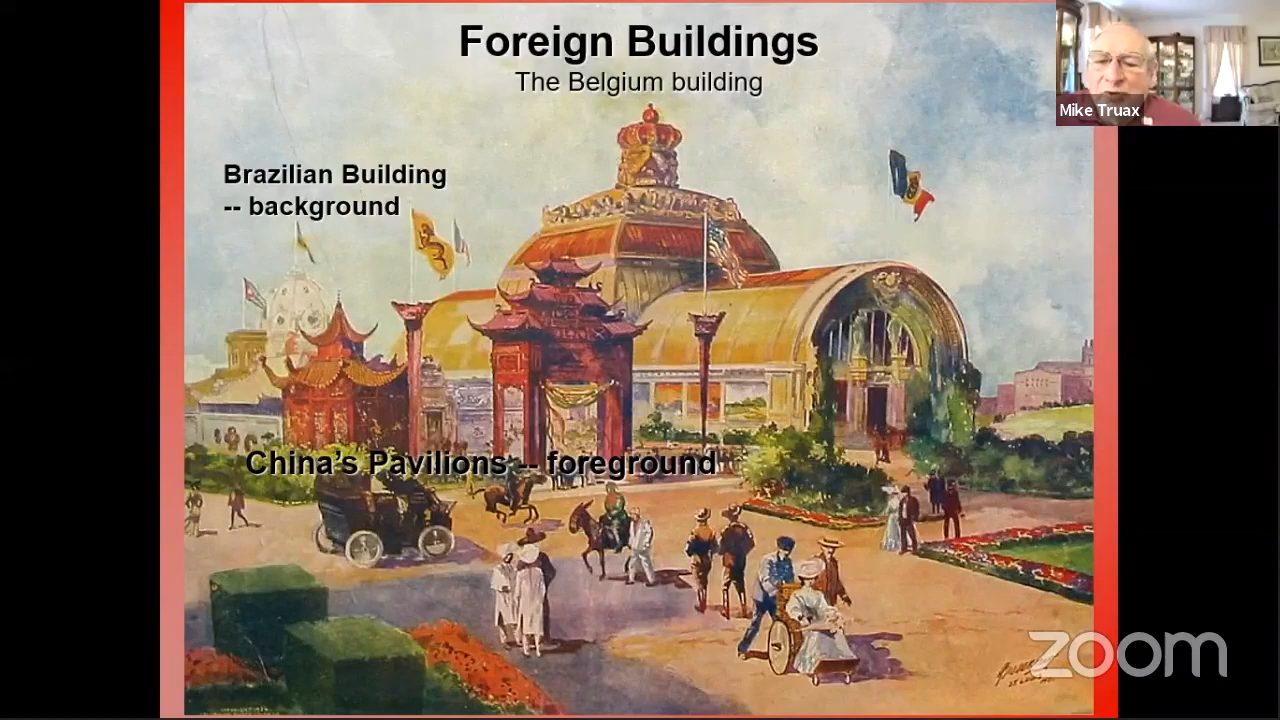 Foreign Buildings
The Belgium building
Mike Truax
Brazilian Building
-- background
China's Pavilions -- foreground
zoom